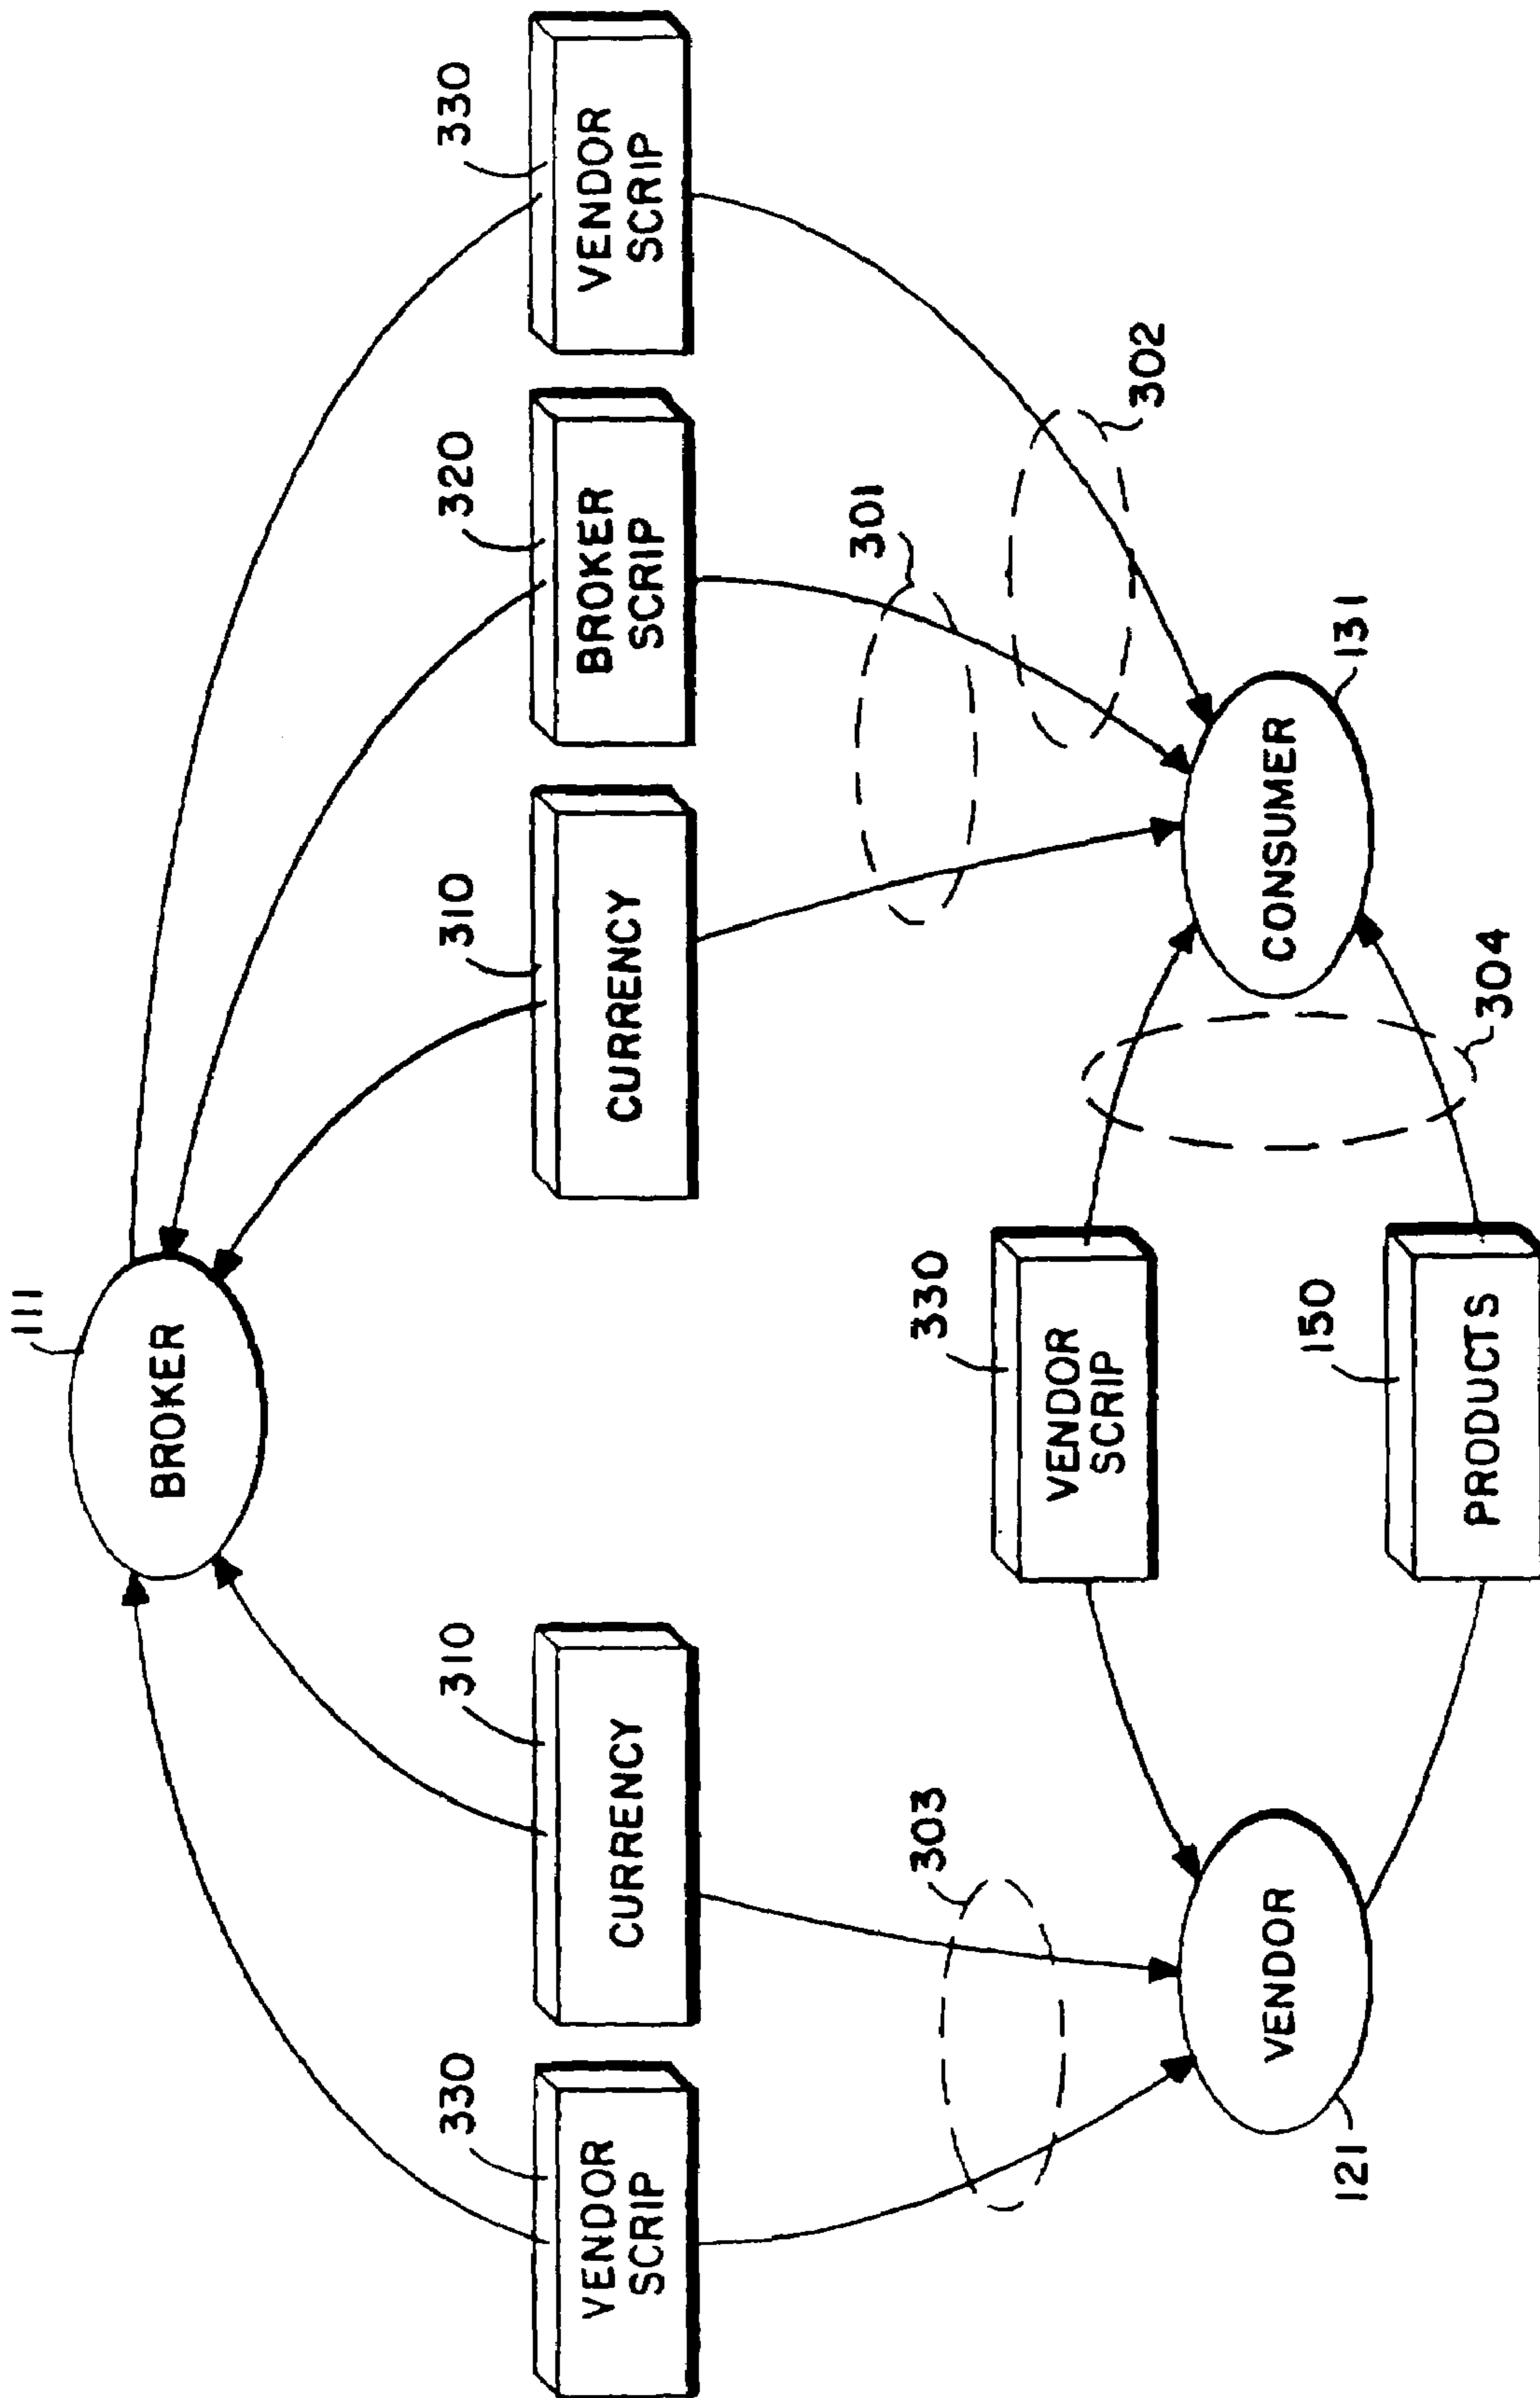 111
BROKER
330
310
310
320
330
VENDOR
SCRIP
CURRENCY
CURRENCY
BROKER
SCRIP
VENDOR
SCRIP
303
330
301
302
VENDOR
SCRIP
VENDOR
CONSUMER
121
150
131
PRODUCTS
304